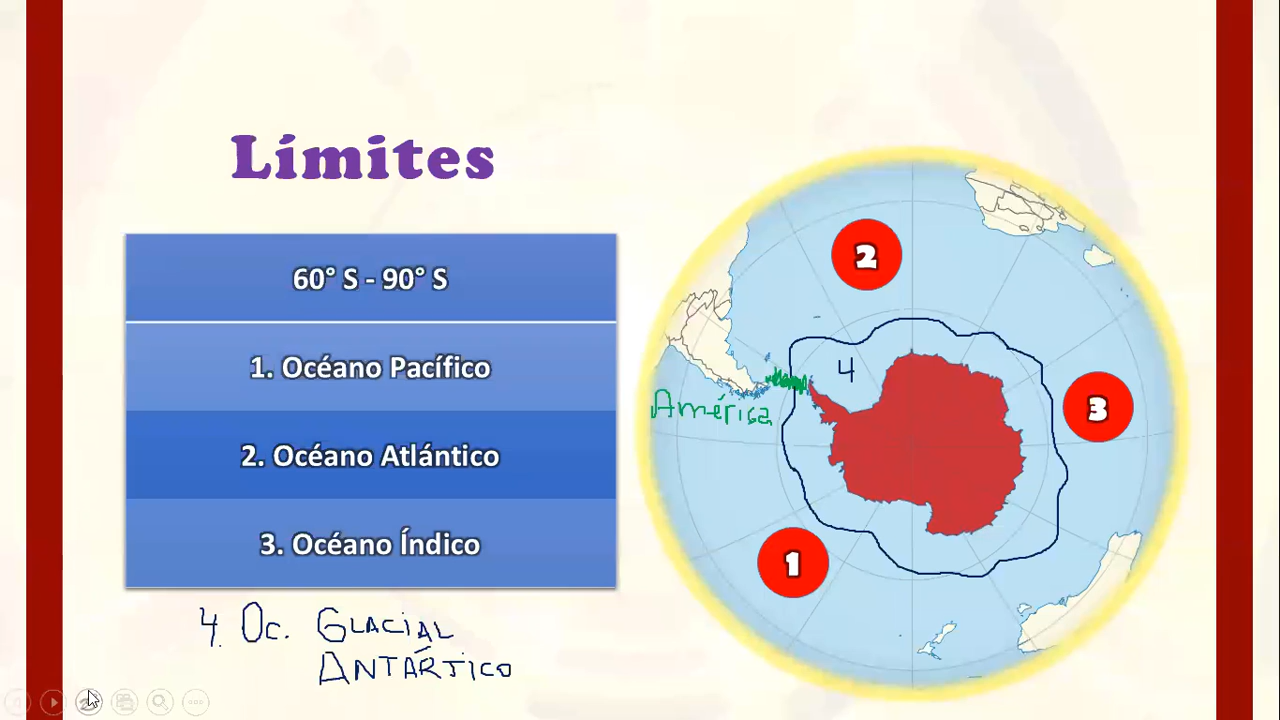 Límites
60° S - 90° S
1. Océano Pacífico
2. Océano Atlántico
3. Océano Índico
4. Oc. GLACIAL
ANTÁRTICO
2
4
América
3
1